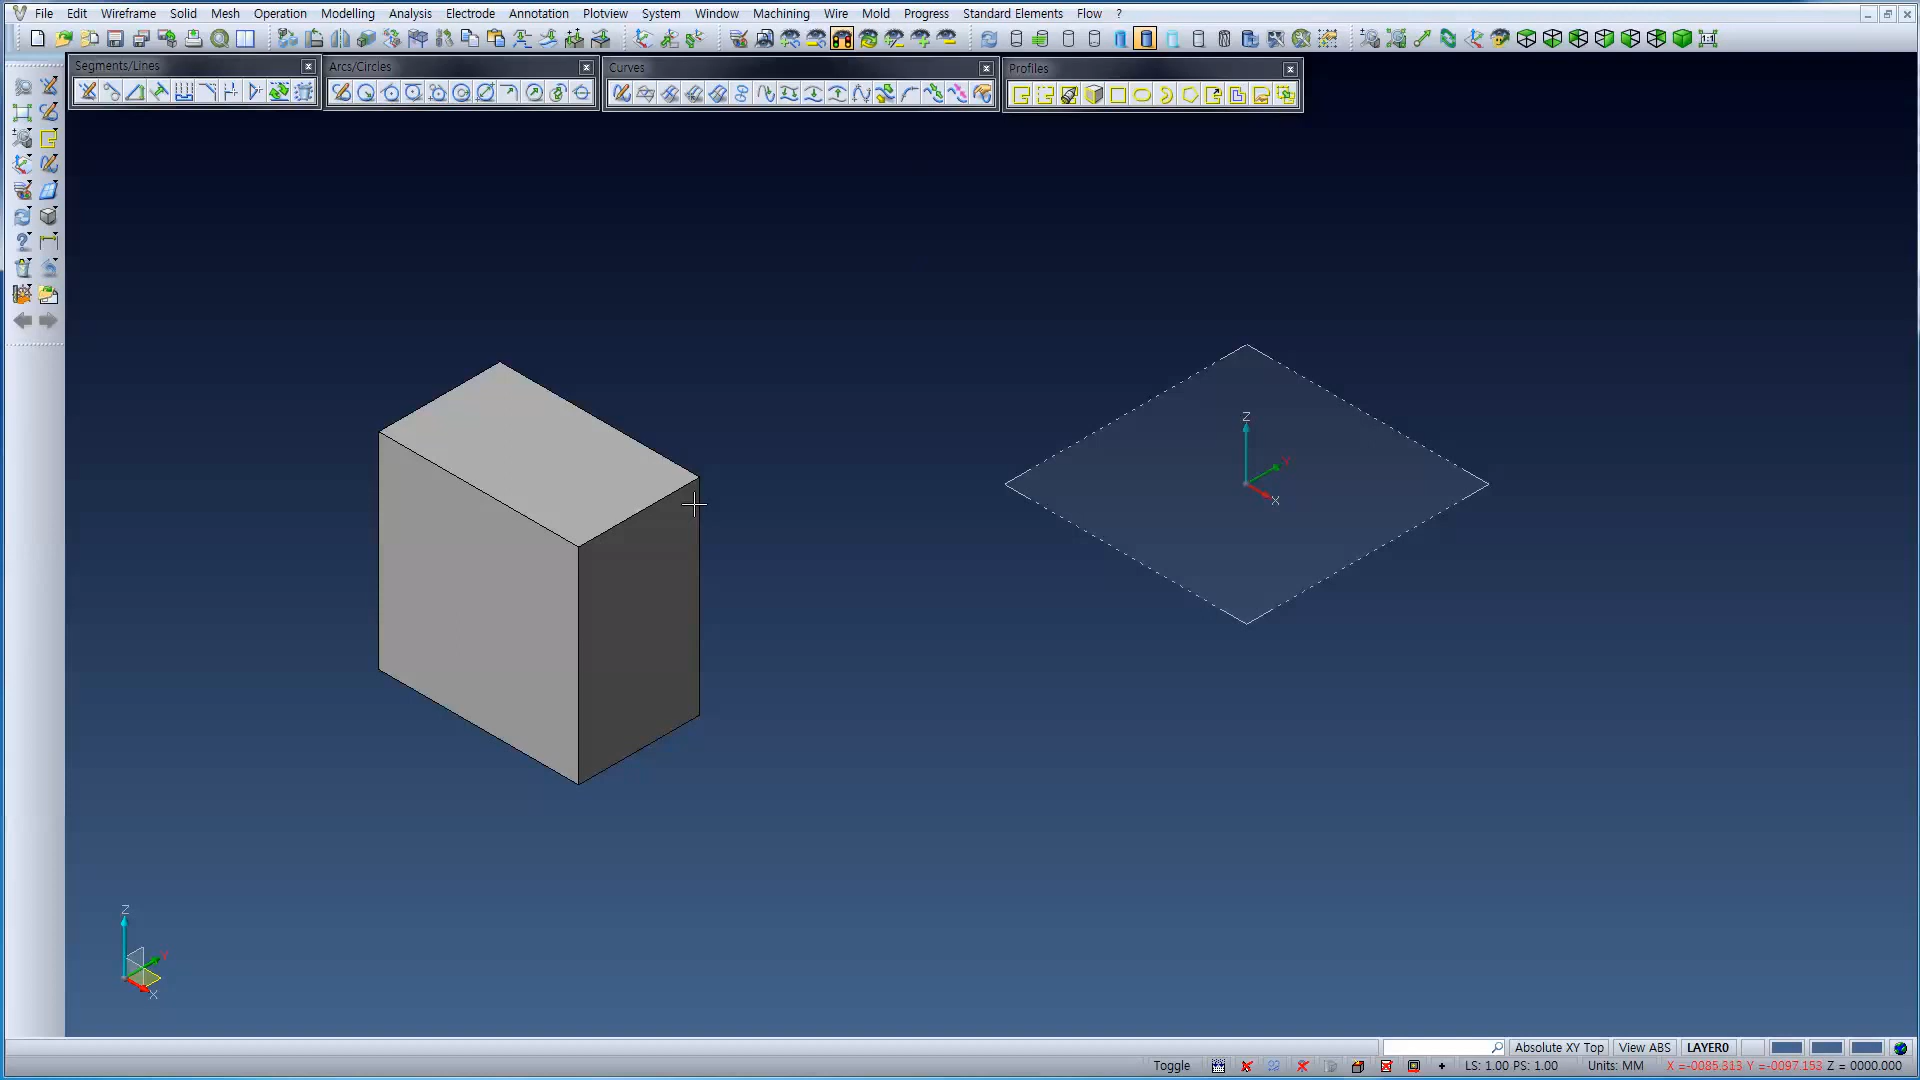 File Edit Wireframe Solid Mesh Operation Modelling Analysis Electrode Annotation Plotview System Window Machining Wire Mold Progress Standard Elements Flow ?
Segments/Lines
Arcs/Circles
Curves
Profiles
Z
Y
X
Z
Y
X
Absolute XY Top View ABS LAYER0
Toggle LS: 1.00 PS: 1.00 Units: MM X =-0085.313 Y =-0097.153 Z = 0000.000